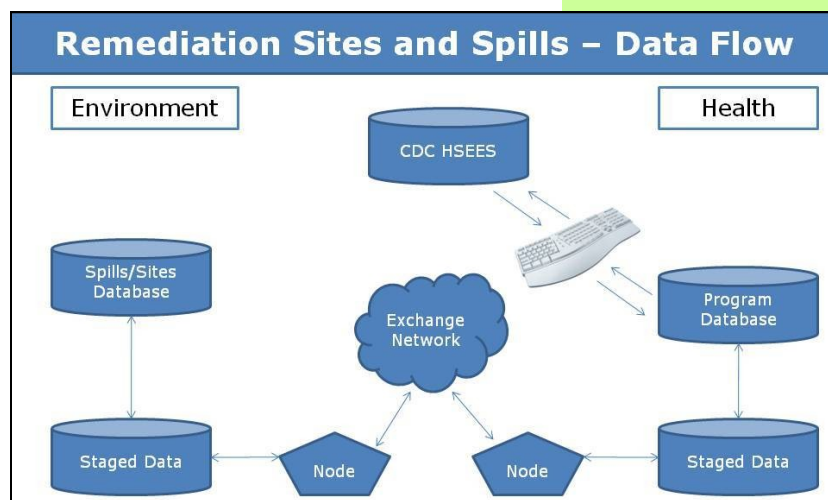 Remediation Sites and Spills – Data Flow
Environment
Health
CDC HSEES
Spills/Sites
Database
Exchange
Network
Program
Database
Staged Data
Node
Node
Staged Data